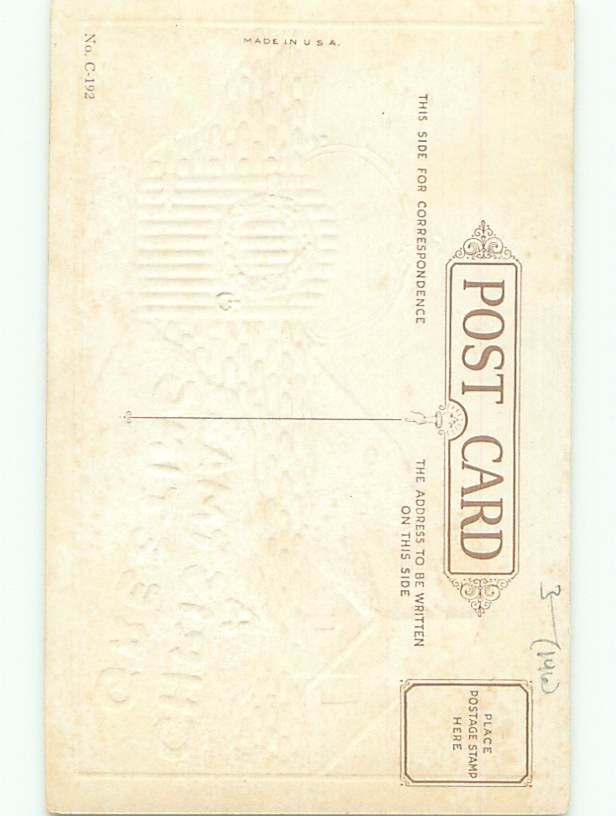 POST CARD
THIS SIDE FOR CORRESPONDENCE
THE ADDRESS TO BE WRITTEN
ON THIS SIDE
PLACE
POSTAGE STAMP
HERE
MADE IN U S A.
No. C-192